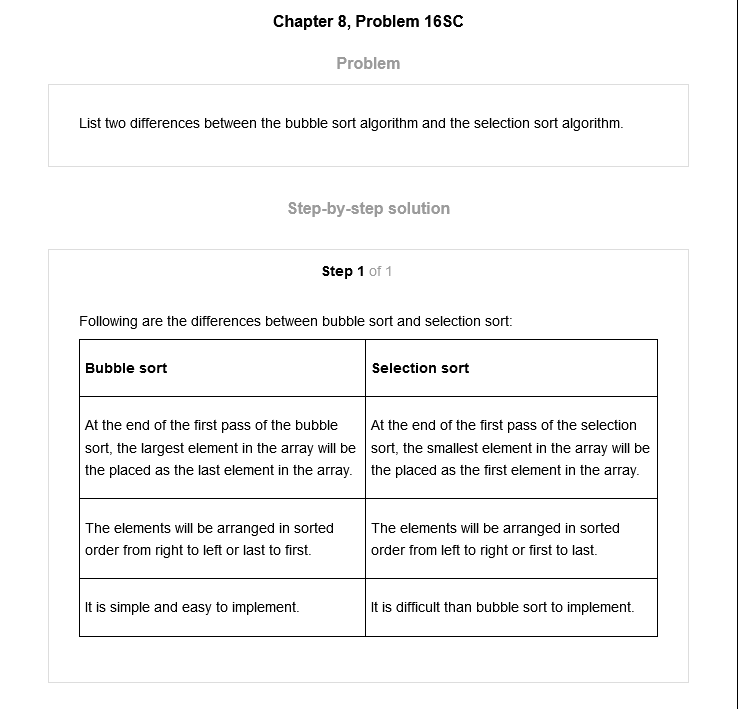 Chapter 8, Problem 16SC
Problem
List two differences between the bubble sort algorithm and the selection sort algorithm.
Step-by-step solution
Step 1 of 1
Following are the differences between bubble sort and selection sort:
Bubble sort
Selection sort
At the end of the first pass of the bubble
sort, the largest element in the array will be
the placed as the last element in the array.
At the end of the first pass of the selection
sort, the smallest element in the array will be
the placed as the first element in the array.
The elements will be arranged in sorted
order from right to left or last to first.
The elements will be arranged in sorted
order from left to right or first to last.
It is simple and easy to implement.
It is difficult than bubble sort to implement.